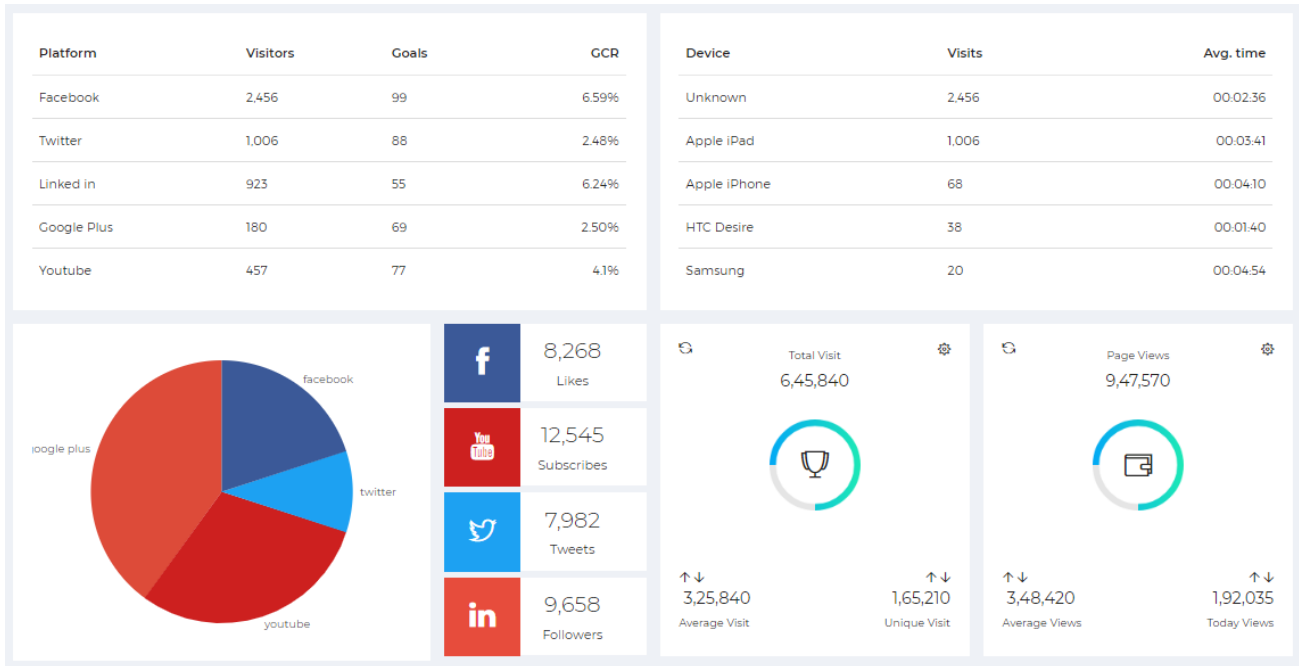 Platform Visitors Goals GCR
Facebook 2,456 99 6.59%
Twitter 1,006 88 2.48%
Linked in 923 55 6.24%
Google Plus 180 69 2.50%
Youtube 457 77 4.1%
Device Visits Avg. time
Unknown 2,456 00:02:36
Apple iPad 1,006 00:03:41
Apple iPhone 68 00:04:10
HTC Desire 38 00:01:40
Samsung 20 00:04:54
facebook
google plus
twitter
youtube
f
8,268
Likes
You
Tube
12,545
Subscribes
7,982
Tweets
in
9,658
Followers
Total Visit
6,45,840
3,25,840 1,65,210
Average Visit Unique Visit
Page Views
9,47,570
3,48,420 1,92,035
Average Views Today Views